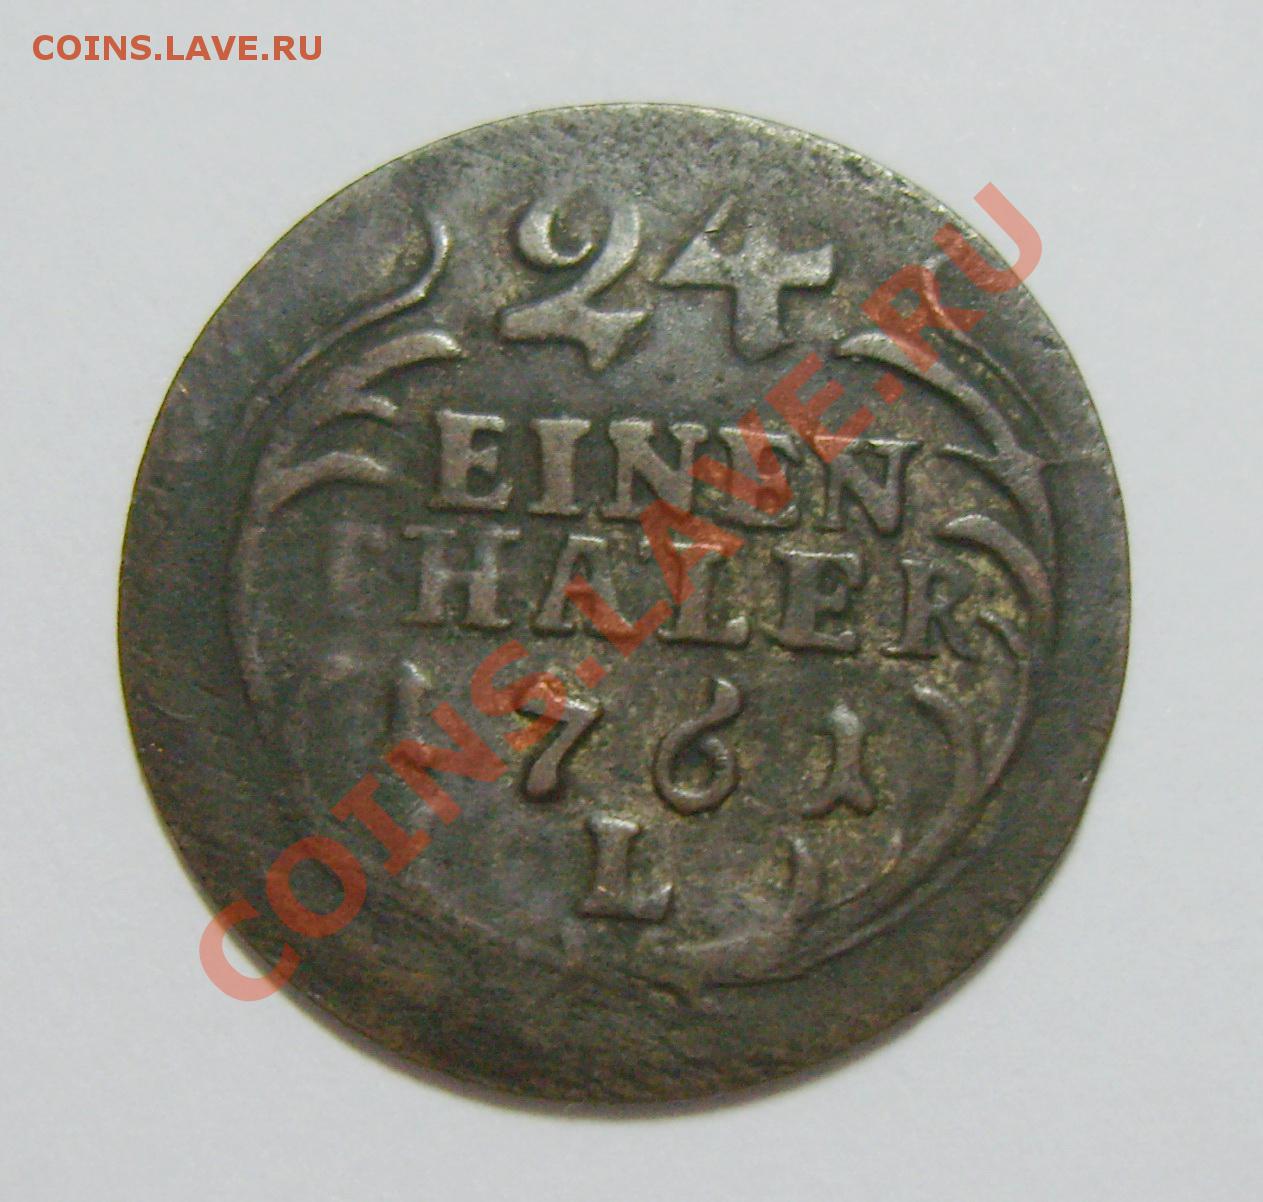 COINS.LAVE.RU
24
EINEN
THALER
1761
L
COINS.LAVE.RU